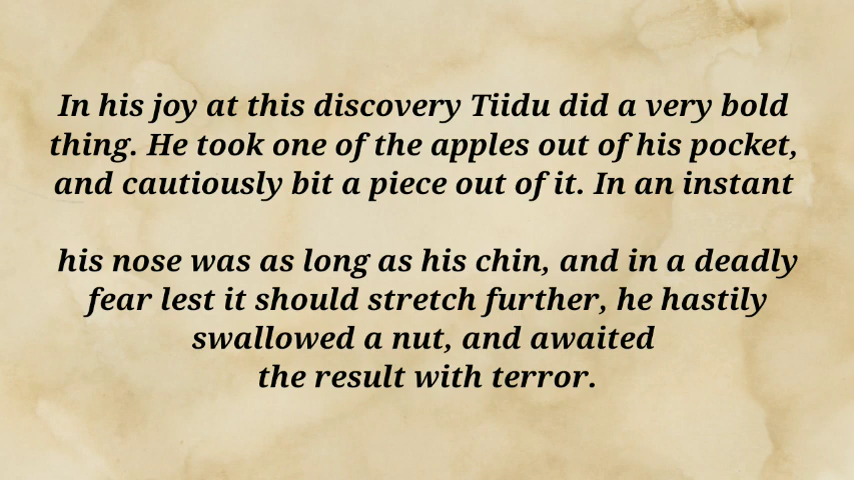 In his joy at this discovery Tiidu did a very bold
thing. He took one of the apples out of his pocket,
and cautiously bit a piece out of it. In an instant
his nose was as long as his chin, and in a deadly
fear lest it should stretch further, he hastily
swallowed a nut, and awaited
the result with terror.